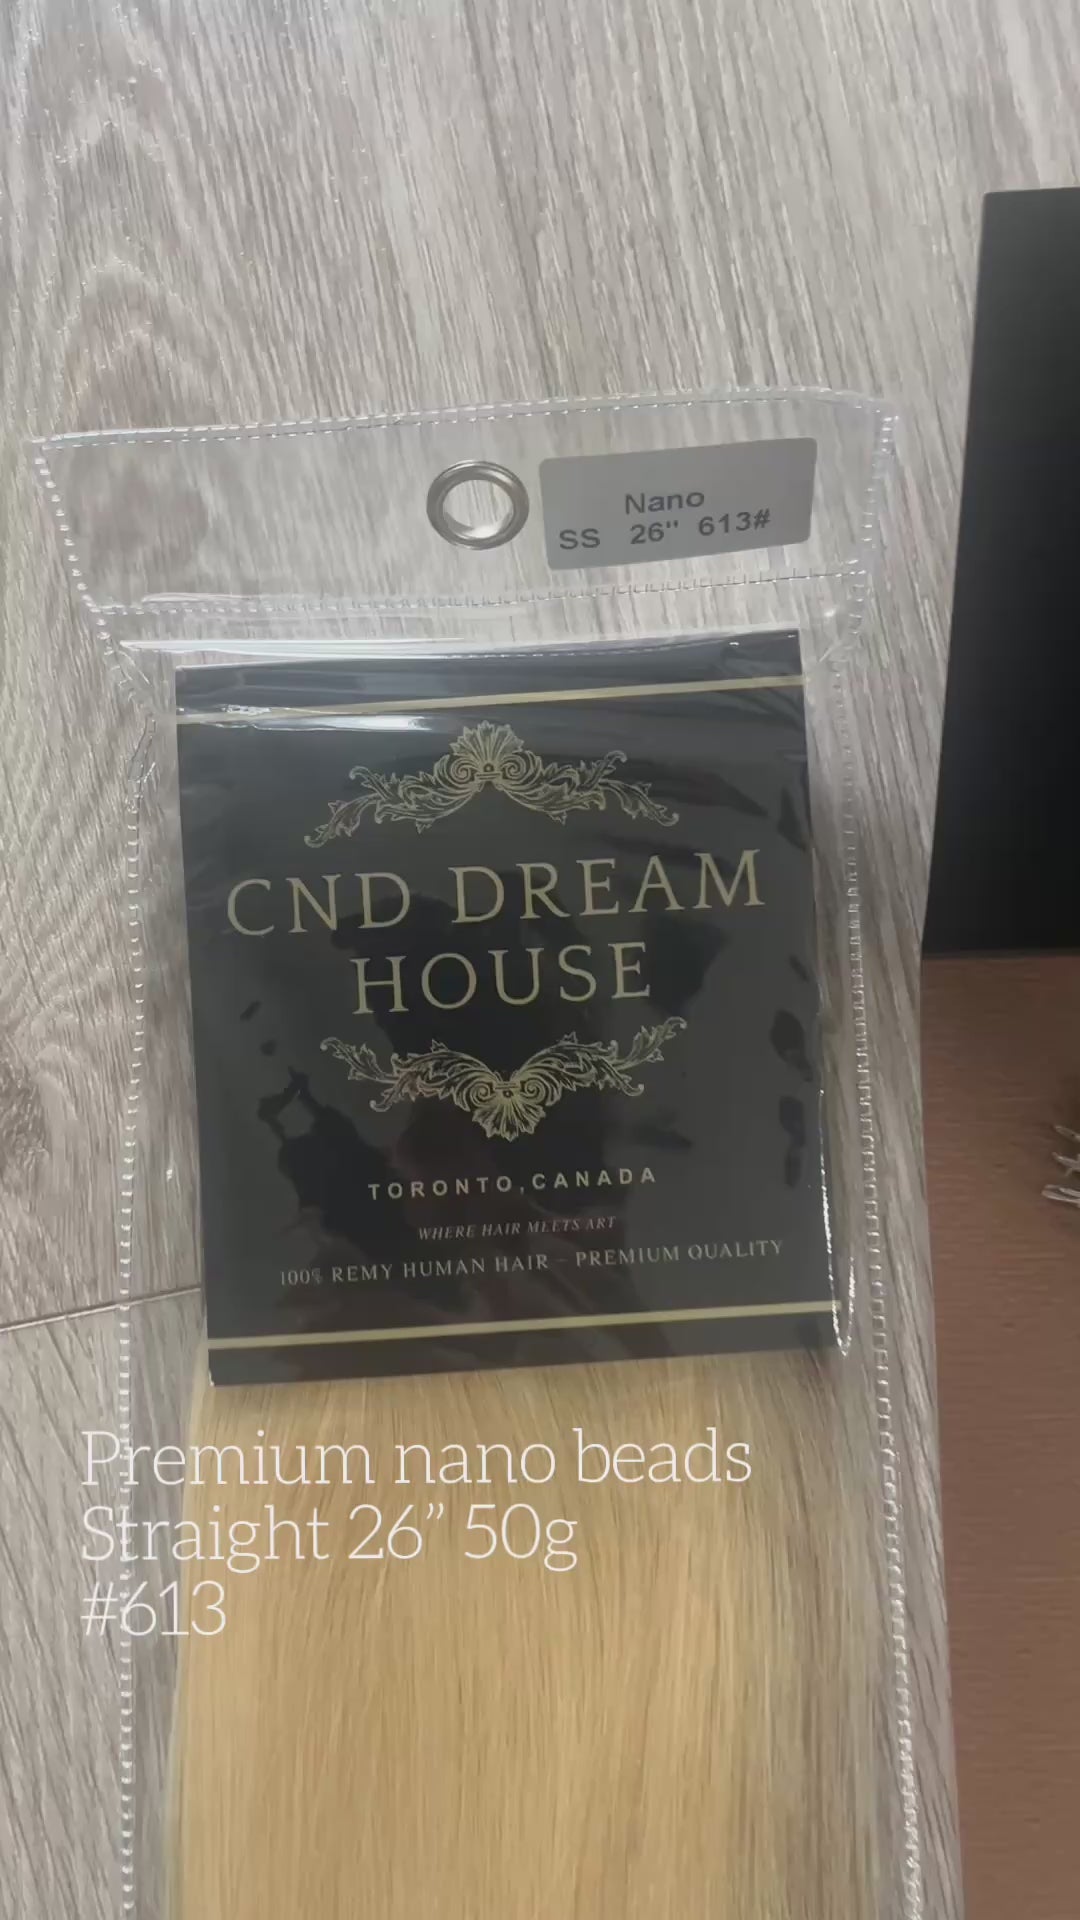 Nano
SS 26" 613#
CND DREAM
HOUSE
TORONTO, CANADA
WHERE HAIR MEETS ART
100% REMY HUMAN HAIR – PREMIUM QUALITY
Premium nano beads
Straight 26” 50g
#613